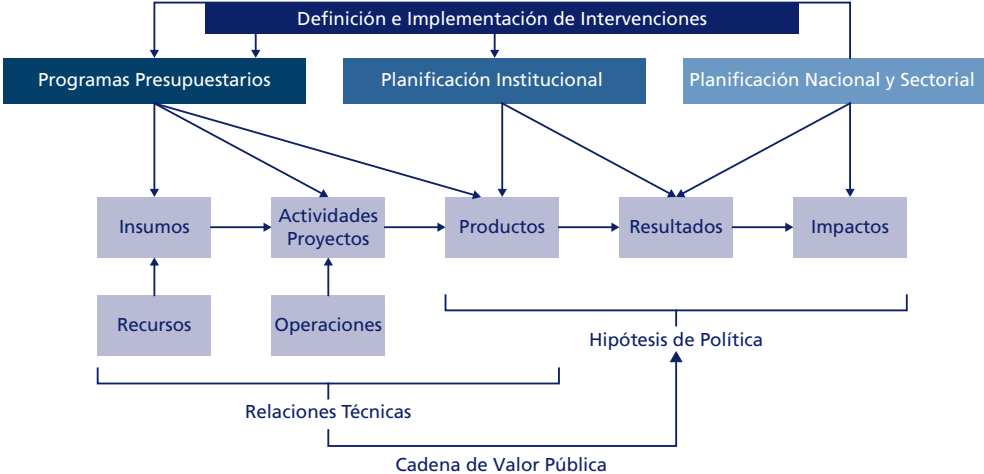 Definición e Implementación de Intervenciones
Programas Presupuestarios
Planificación Institucional
Planificación Nacional y Sectorial
Insumos
Actividades
Proyectos
Productos
Resultados
Impactos
Recursos
Operaciones
Hipótesis de Política
Relaciones Técnicas
Cadena de Valor Pública